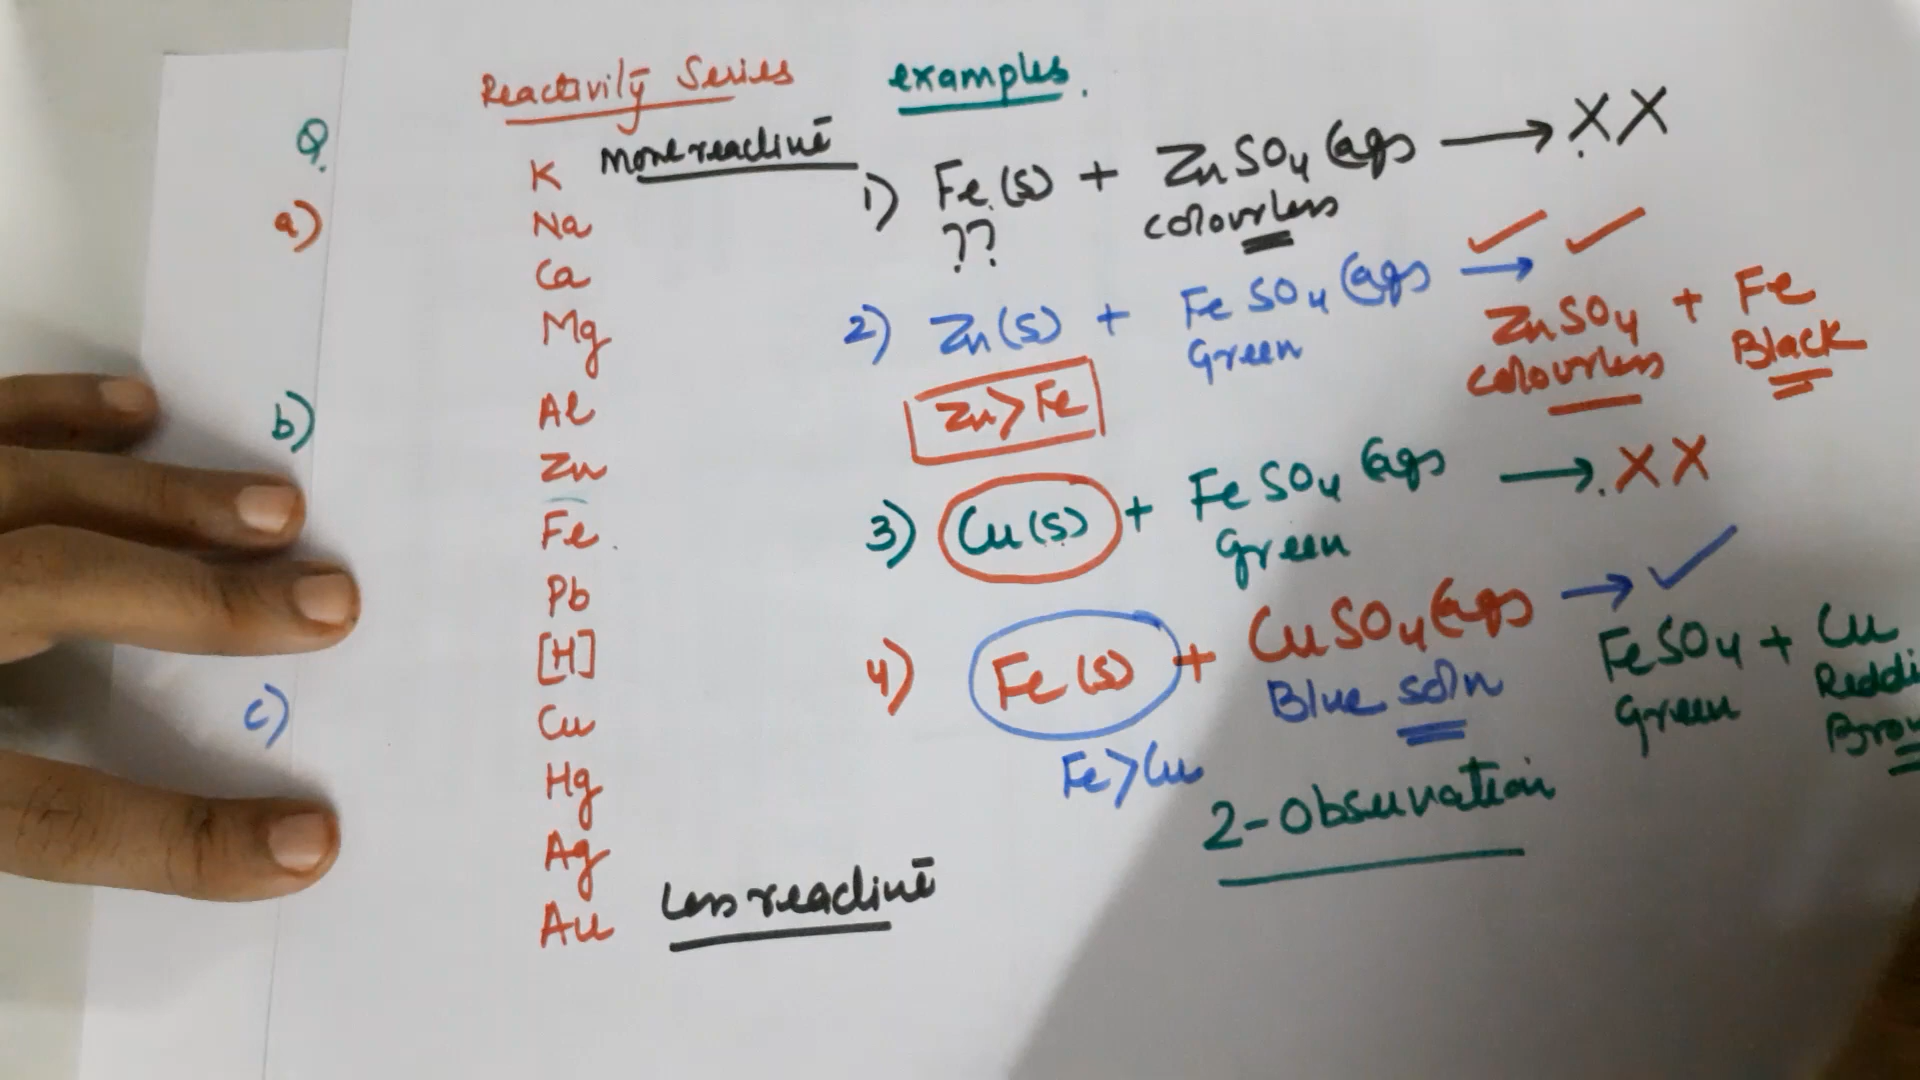 Q.
a)
b)
c)
Reactivity Series
K More reactive
Na
Ca
Mg
Al
Zn
Fe
Pb
[H]
Cu
Hg
Ag
Au Less reactive
examples.
1) Fe(s) + ZnSO4 (aq) → XX
?? colourless
2) Zn(s) + FeSO4 (aq) → ✓ ✓ ZnSO4 + Fe
Green colourless Black
Zn>Fe
3) Cu(s) + FeSO4 (aq) → XX
Green
4) Fe(s) + CuSO4 (aq) → ✓ FeSO4 + Cu
Blue soln Green
Fe>Cu
2-Observation